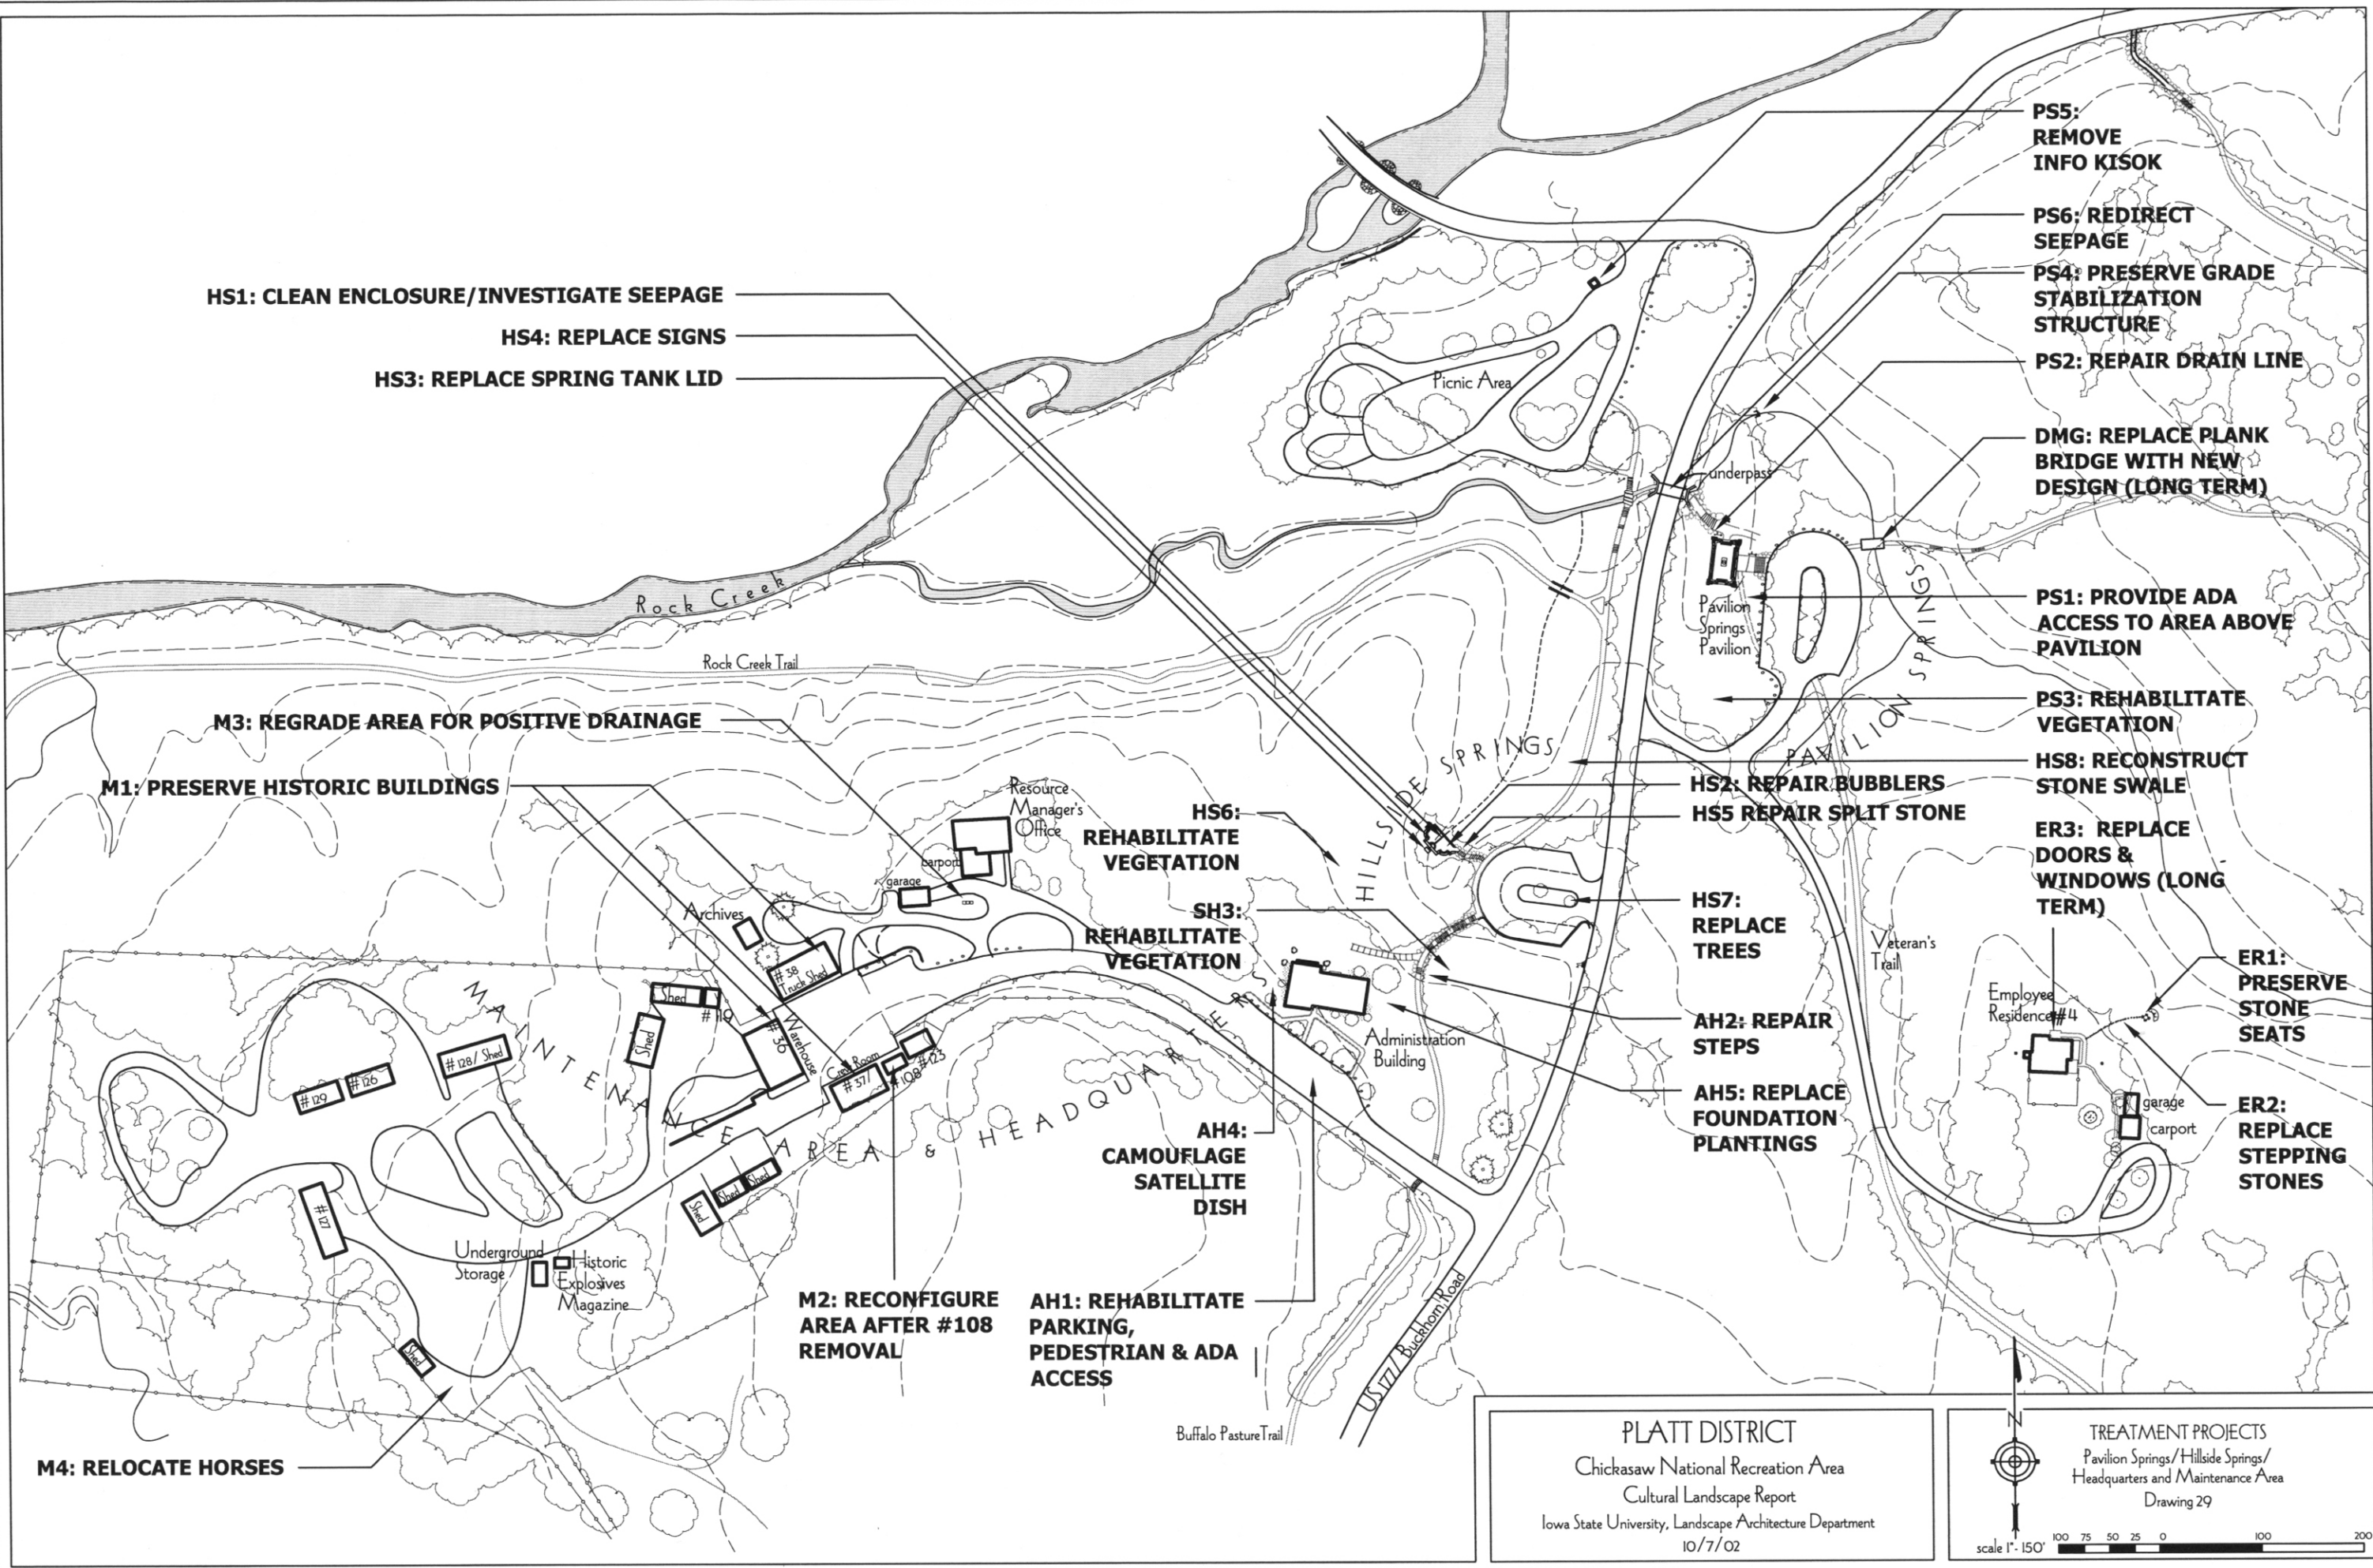 PS5:
REMOVE
INFO KISOK
PS6: REDIRECT
SEEPAGE
PS4: PRESERVE GRADE
STABILIZATION
STRUCTURE
PS2: REPAIR DRAIN LINE
DMG: REPLACE PLANK
BRIDGE WITH NEW
DESIGN (LONG TERM)
PS1: PROVIDE ADA
ACCESS TO AREA ABOVE
PAVILION
PS3: REHABILITATE
VEGETATION
HS8: RECONSTRUCT
STONE SWALE
ER3: REPLACE
DOORS &
WINDOWS (LONG
TERM)
ER1:
PRESERVE
STONE
SEATS
ER2:
REPLACE
STEPPING
STONES
HS1: CLEAN ENCLOSURE/INVESTIGATE SEEPAGE
HS4: REPLACE SIGNS
HS3: REPLACE SPRING TANK LID
M3: REGRADE AREA FOR POSITIVE DRAINAGE
M1: PRESERVE HISTORIC BUILDINGS
HS2: REPAIR BUBBLERS
HS5 REPAIR SPLIT STONE
HS6:
REHABILITATE
VEGETATION
SH3:
REHABILITATE
VEGETATION
HS7:
REPLACE
TREES
AH2: REPAIR
STEPS
AH5: REPLACE
FOUNDATION
PLANTINGS
AH4:
CAMOUFLAGE
SATELLITE
DISH
M2: RECONFIGURE
AREA AFTER #108
REMOVAL
AH1: REHABILITATE
PARKING,
PEDESTRIAN & ADA
ACCESS
M4: RELOCATE HORSES
Picnic Area
underpass
Pavilion
Springs
Pavilion
PAVILION SPRINGS
Rock Creek
Rock Creek Trail
HILLSIDE SPRINGS
Resource
Manager's
Office
carport
garage
Archives
#38
Truck Shed
Shed
#119
Shed
#36
Warehouse
Crew Room
#37/
#108
#123
#128/ Shed
#126
#129
#127
Shed
Shed
Shed
Shed
MAINTENANCE AREA & HEADQUARTERS
Underground
Storage
Historic
Explosives
Magazine
Administration
Building
Veteran's
Trail
Employee
Residence #4
garage
carport
US 177/ Buckhorn Road
Buffalo Pasture Trail
PLATT DISTRICT
Chickasaw National Recreation Area
Cultural Landscape Report
Iowa State University, Landscape Architecture Department
10/7/02
N
scale 1"- 150'
TREATMENT PROJECTS
Pavilion Springs/Hillside Springs/
Headquarters and Maintenance Area
Drawing 29
100 75 50 25 0 100 200